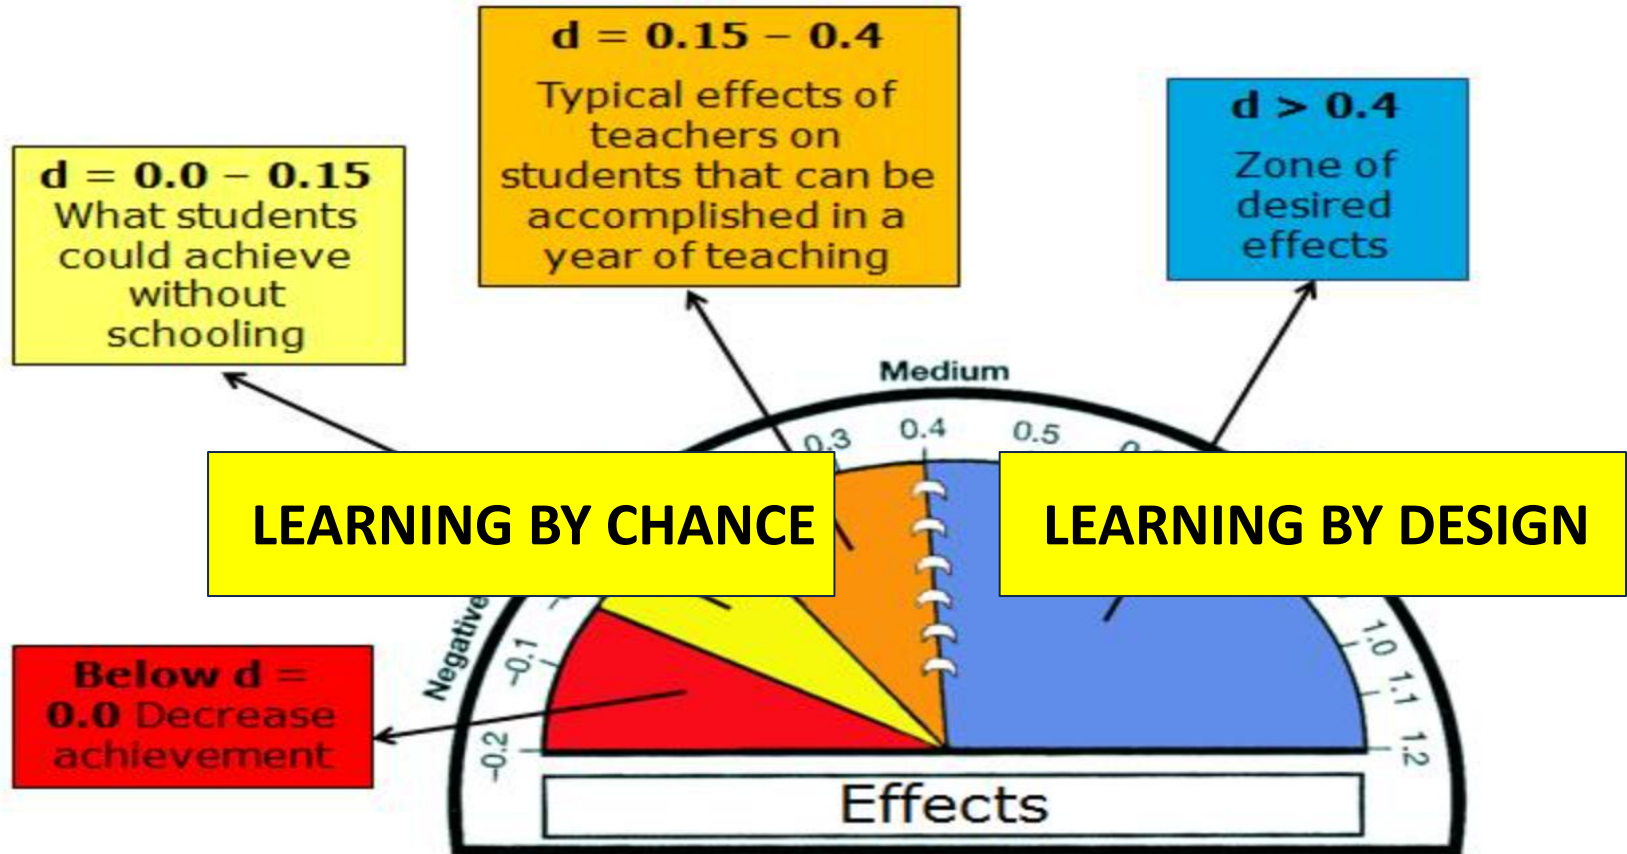 d = 0.15 – 0.4
Typical effects of
teachers on
students that can be
accomplished in a
year of teaching
d > 0.4
Zone of
desired
effects
d = 0.0 – 0.15
What students
could achieve
without
schooling
Medium
0.3
0.4
0.5
LEARNING BY CHANCE
LEARNING BY DESIGN
Negative
-0.1
-0.2
1.0
1.1
1.2
Below d =
0.0 Decrease
achievement
Effects